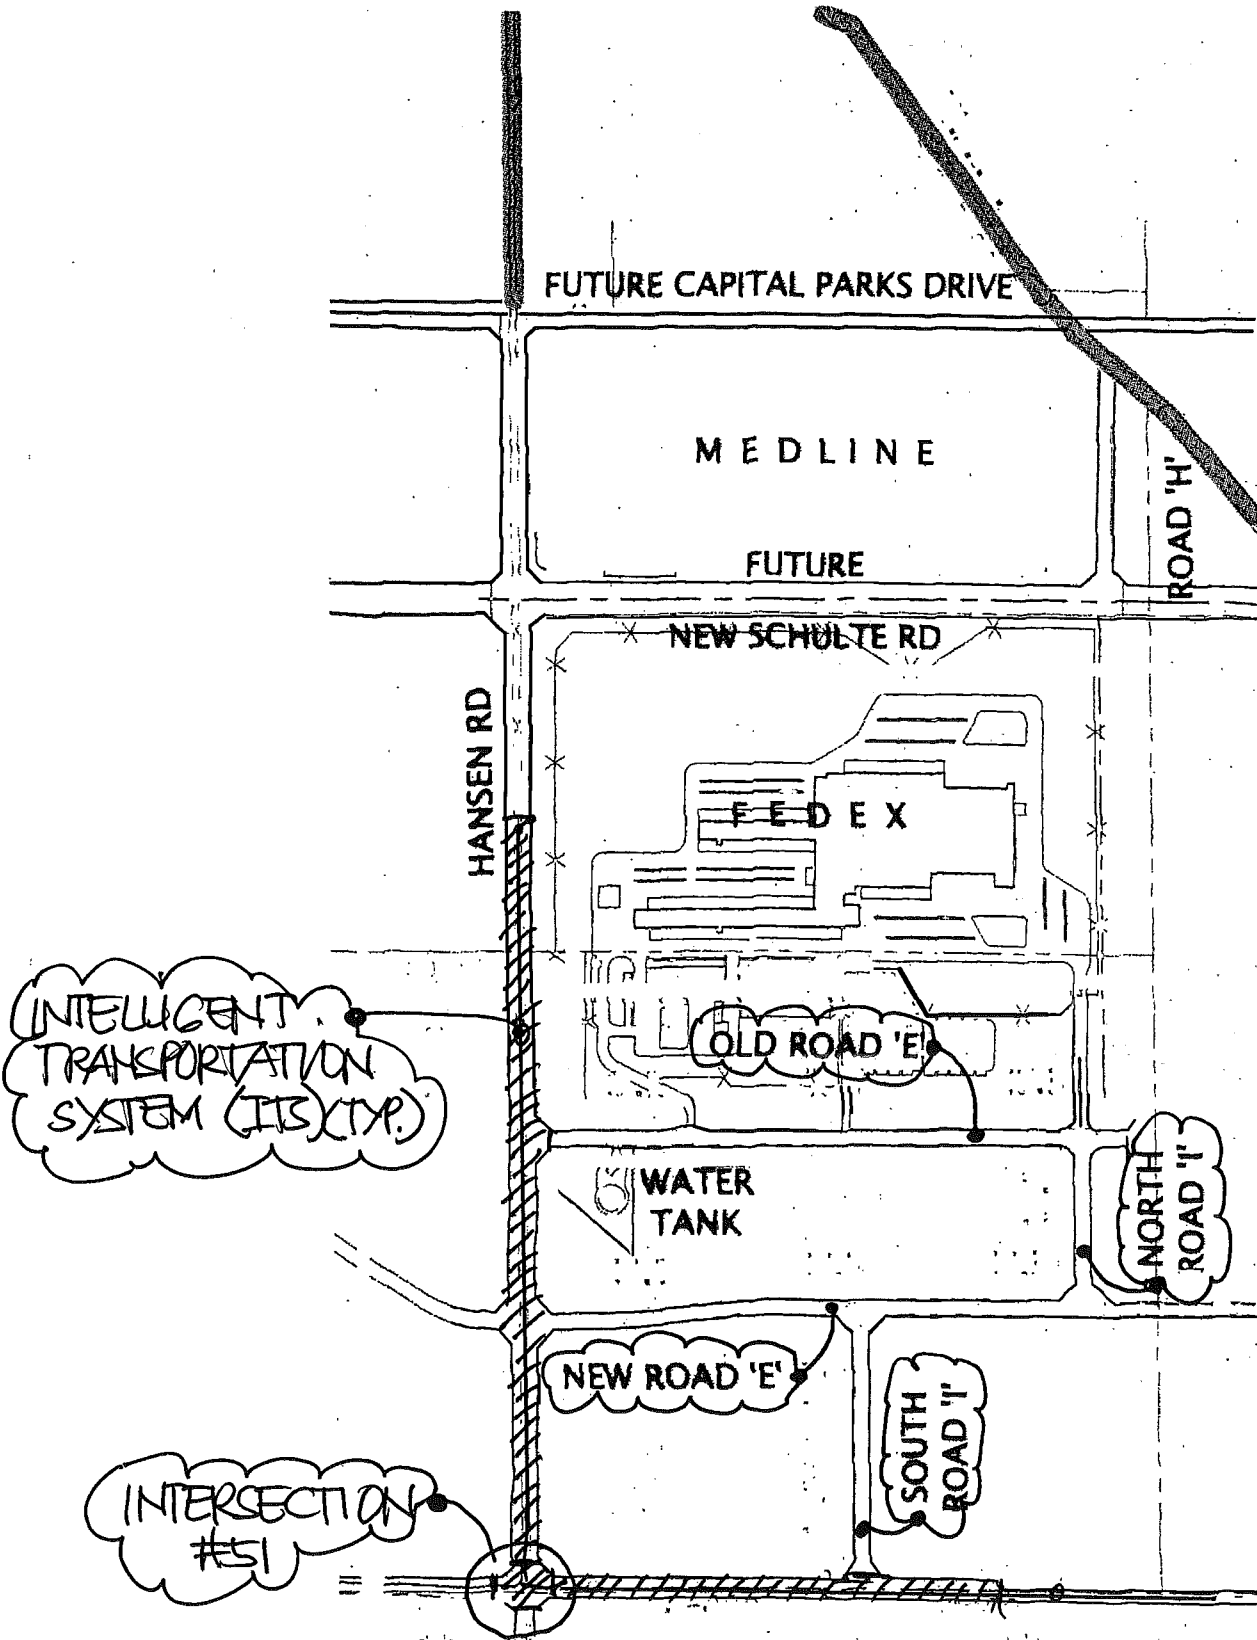 FUTURE CAPITAL PARKS DRIVE
MEDLINE
ROAD 'H'
FUTURE
NEW SCHULTE RD
HANSEN RD
FEDEX
INTELLIGENT
TRANSPORTATION
SYSTEM (ITS)(TYP.)
OLD ROAD 'E'
WATER
TANK
NORTH
ROAD 'I'
NEW ROAD 'E'
SOUTH
ROAD 'I'
INTERSECTION
#51